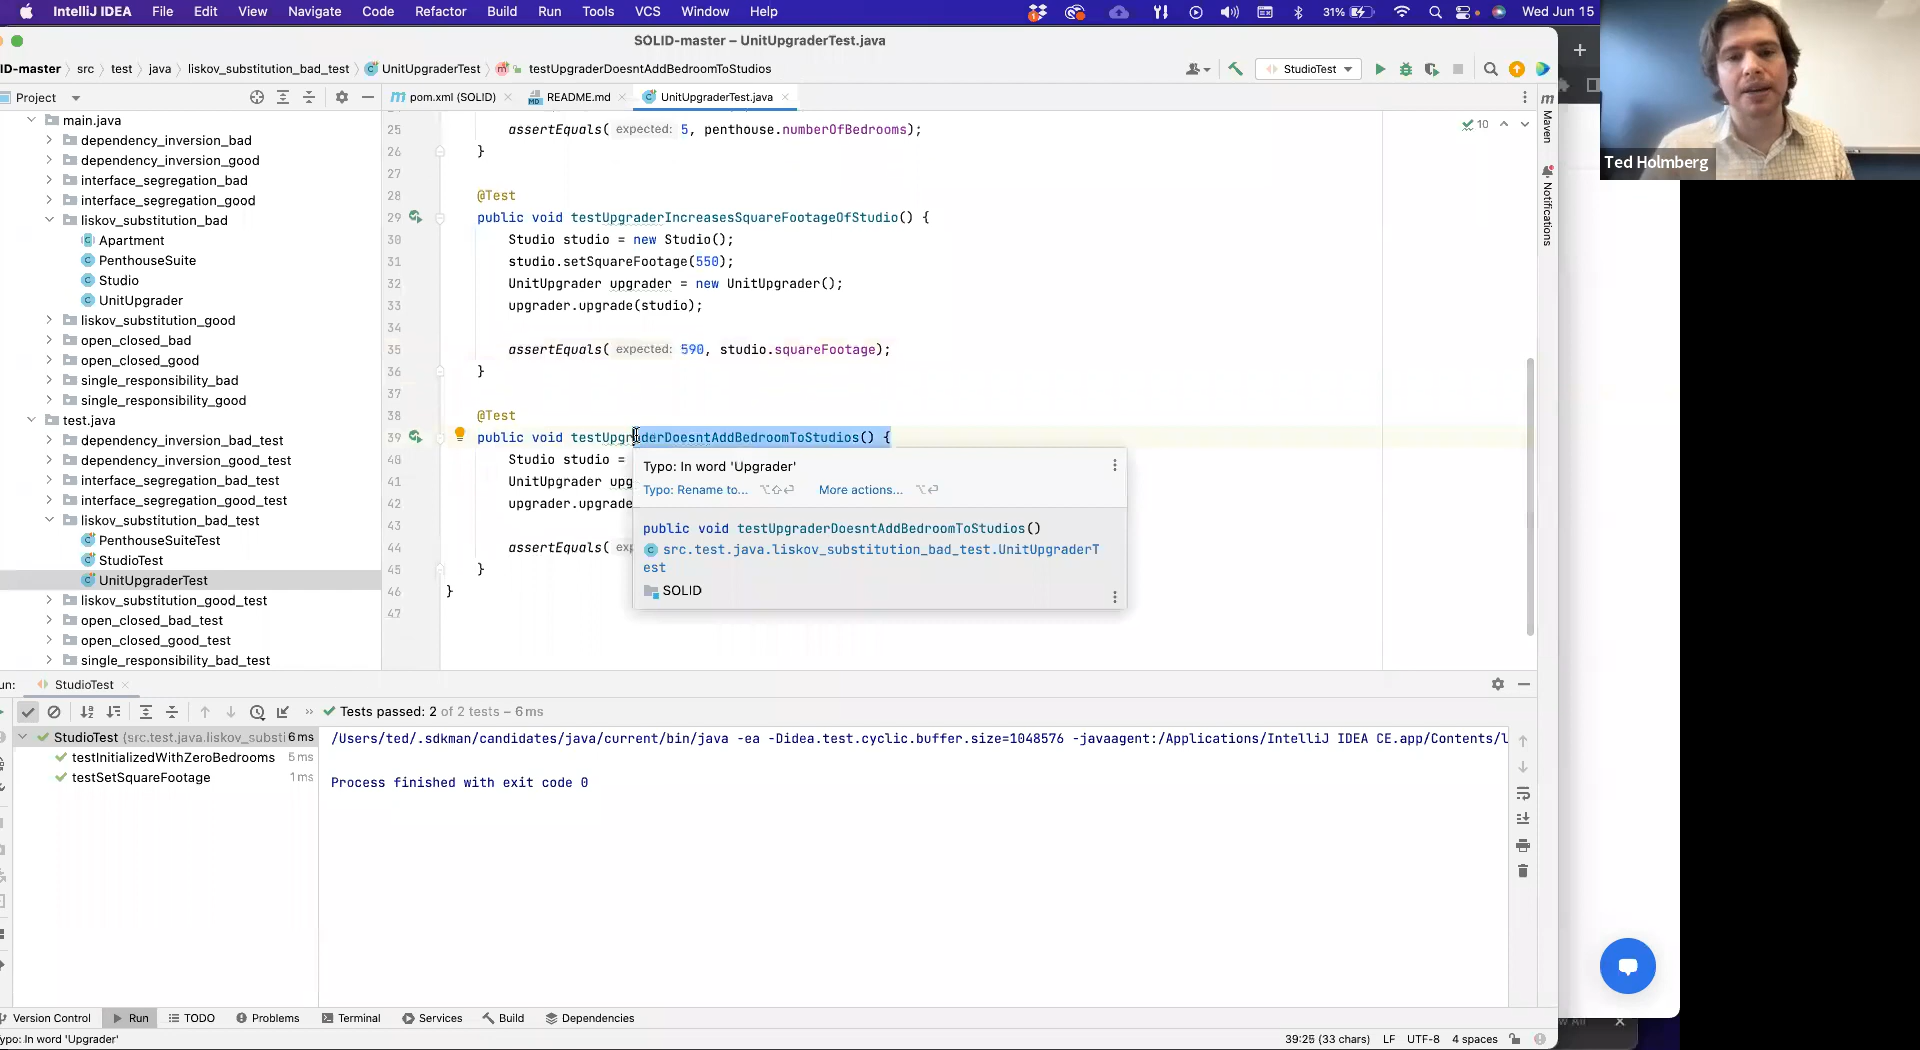 IntelliJ IDEA File Edit View Navigate Code Refactor Build Run Tools VCS Window Help 31% Wed Jun 15
SOLID-master – UnitUpgraderTest.java
ID-master src test java liskov_substitution_bad_test UnitUpgraderTest testUpgraderDoesntAddBedroomToStudios StudioTest
Project
pom.xml (SOLID) README.md UnitUpgraderTest.java
main.java
dependency_inversion_bad
dependency_inversion_good
interface_segregation_bad
interface_segregation_good
liskov_substitution_bad
Apartment
PenthouseSuite
Studio
UnitUpgrader
liskov_substitution_good
open_closed_bad
open_closed_good
single_responsibility_bad
single_responsibility_good
test.java
dependency_inversion_bad_test
dependency_inversion_good_test
interface_segregation_bad_test
interface_segregation_good_test
liskov_substitution_bad_test
PenthouseSuiteTest
StudioTest
UnitUpgraderTest
liskov_substitution_good_test
open_closed_bad_test
open_closed_good_test
single_responsibility_bad_test
10
25 assertEquals( expected: 5, penthouse.numberOfBedrooms);
26 }
27
28 @Test
29 public void testUpgraderIncreasesSquareFootageOfStudio() {
30 Studio studio = new Studio();
31 studio.setSquareFootage(550);
32 UnitUpgrader upgrader = new UnitUpgrader();
33 upgrader.upgrade(studio);
34
35 assertEquals( expected: 590, studio.squareFootage);
36 }
37
38 @Test
39 public void testUpgraderDoesntAddBedroomToStudios() {
40 Studio studio =
41 UnitUpgrader upg
42 upgrader.upgrade
43
44 assertEquals( exp
45 }
46 }
47
Typo: In word 'Upgrader'
Typo: Rename to... ⌥⇧⏎ More actions... ⌥⏎
public void testUpgraderDoesntAddBedroomToStudios()
src.test.java.liskov_substitution_bad_test.UnitUpgraderT
est
SOLID
Maven
Notifications
Ted Holmberg
un: StudioTest
Tests passed: 2 of 2 tests – 6 ms
StudioTest (src.test.java.liskov_substi 6 ms
testInitializedWithZeroBedrooms 5 ms
testSetSquareFootage 1 ms
/Users/ted/.sdkman/candidates/java/current/bin/java -ea -Didea.test.cyclic.buffer.size=1048576 -javaagent:/Applications/IntelliJ IDEA CE.app/Contents/l
Process finished with exit code 0
Version Control Run TODO Problems Terminal Services Build Dependencies
ypo: In word 'Upgrader' 39:25 (33 chars) LF UTF-8 4 spaces